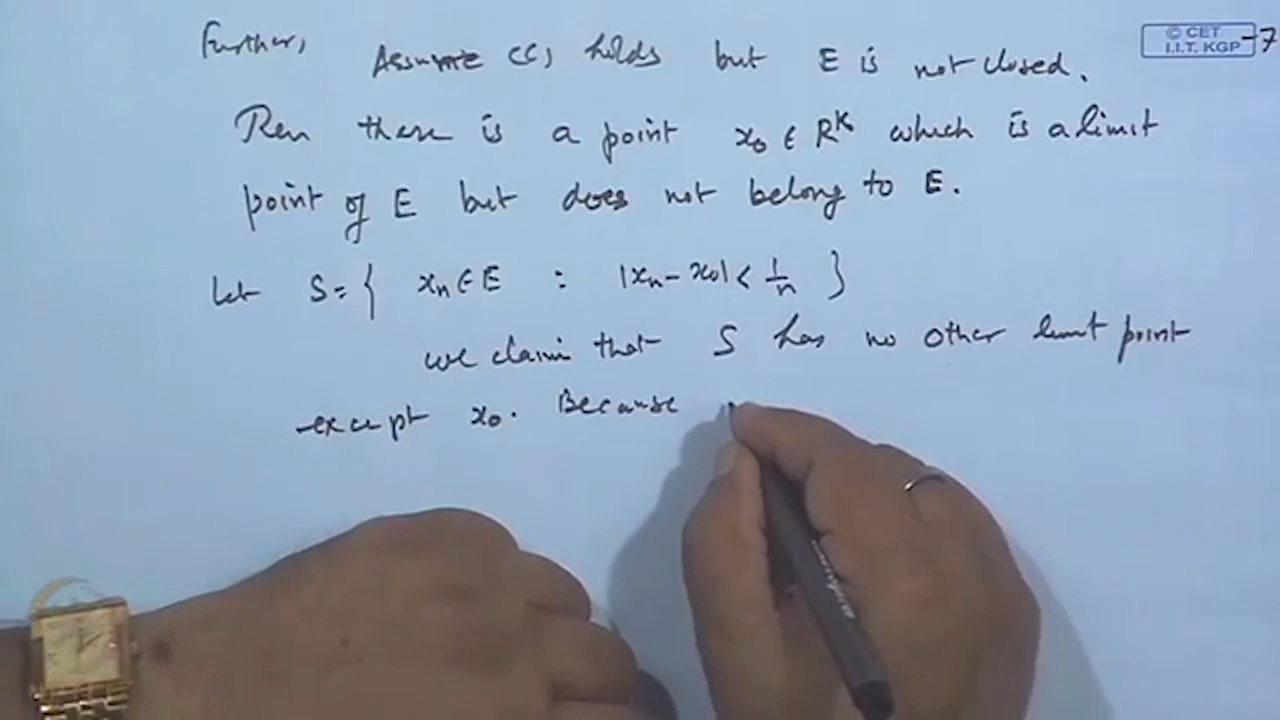 Further, Assume (C) holds but E is not closed.
© CET
I.I.T. KGP
-7
Then there is a point x₀ ∈ R^K which is a limit
point of E but does not belong to E.
Let S = { xₙ ∈ E : |xₙ - x₀| < 1/n }
we claim that S has no other limit point
except x₀. Because